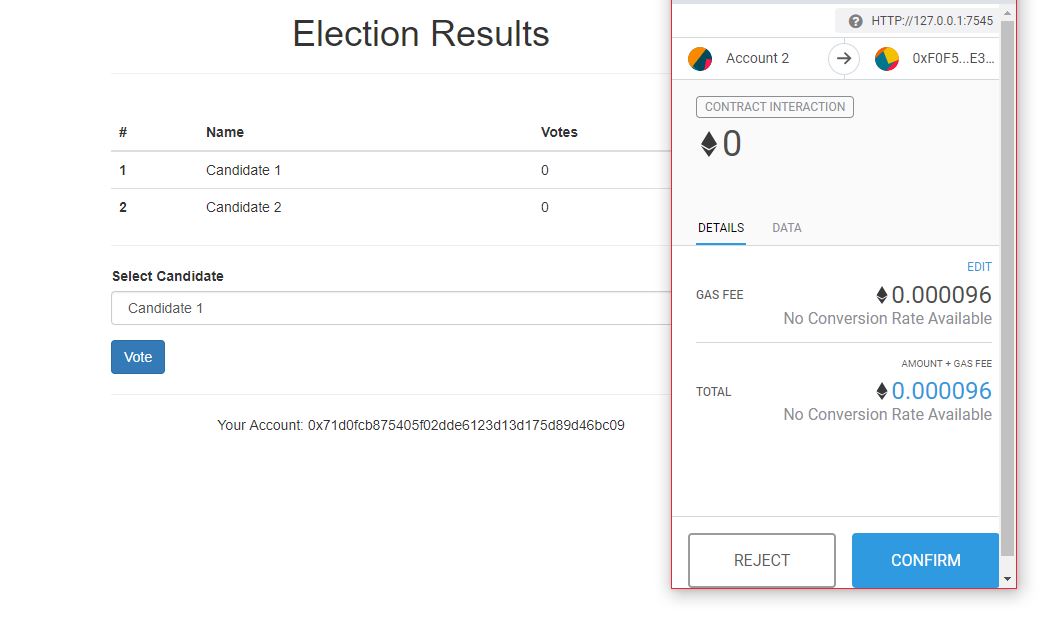 Election Results
# Name Votes
1 Candidate 1 0
2 Candidate 2 0
Select Candidate
Candidate 1
Vote
Your Account: 0x71d0fcb875405f02dde6123d13d175d89d46bc09
? HTTP://127.0.0.1:7545
Account 2 0xF0F5...E3...
CONTRACT INTERACTION
0
DETAILS DATA
EDIT
GAS FEE 0.000096
No Conversion Rate Available
AMOUNT + GAS FEE
TOTAL 0.000096
No Conversion Rate Available
REJECT CONFIRM